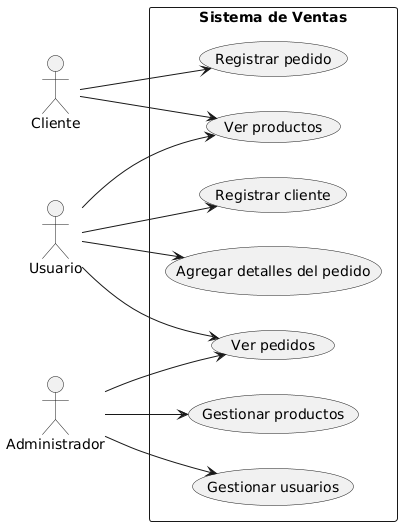 Sistema de Ventas
Registrar pedido
Cliente
Ver productos
Registrar cliente
Usuario
Agregar detalles del pedido
Ver pedidos
Gestionar productos
Administrador
Gestionar usuarios